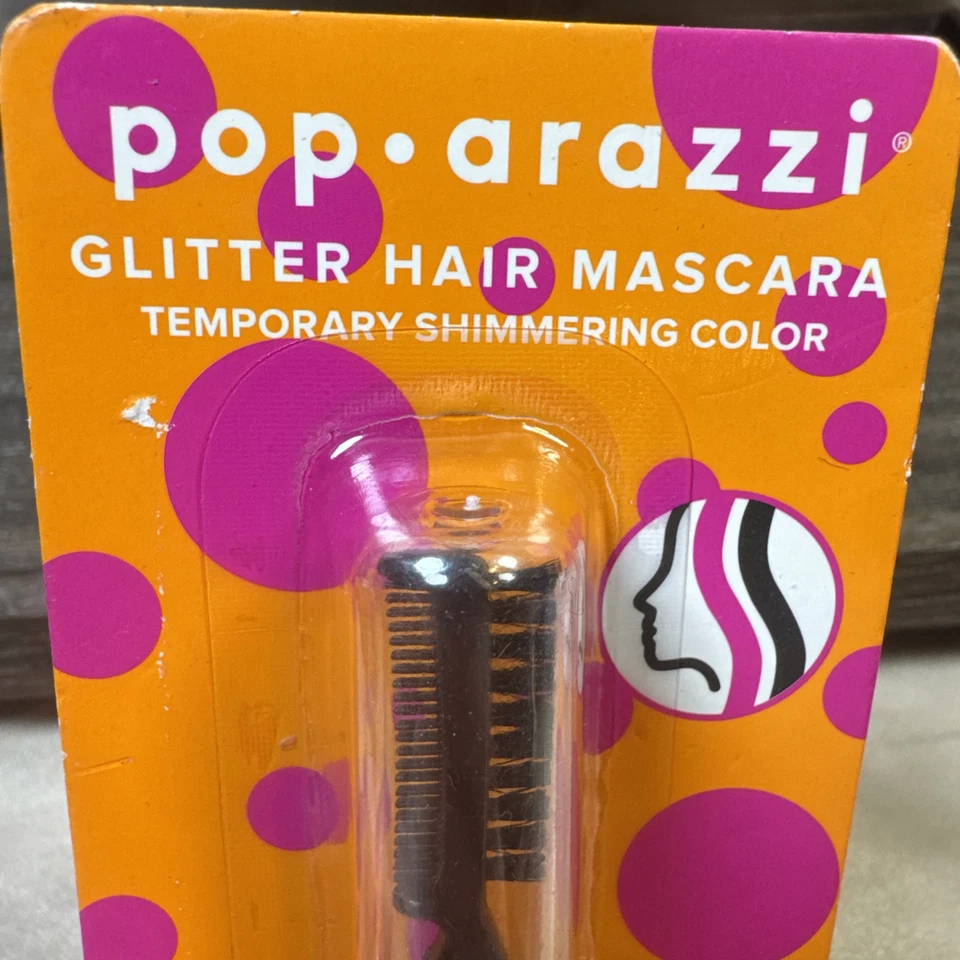 pop•arazzi®
GLITTER HAIR MASCARA
TEMPORARY SHIMMERING COLOR